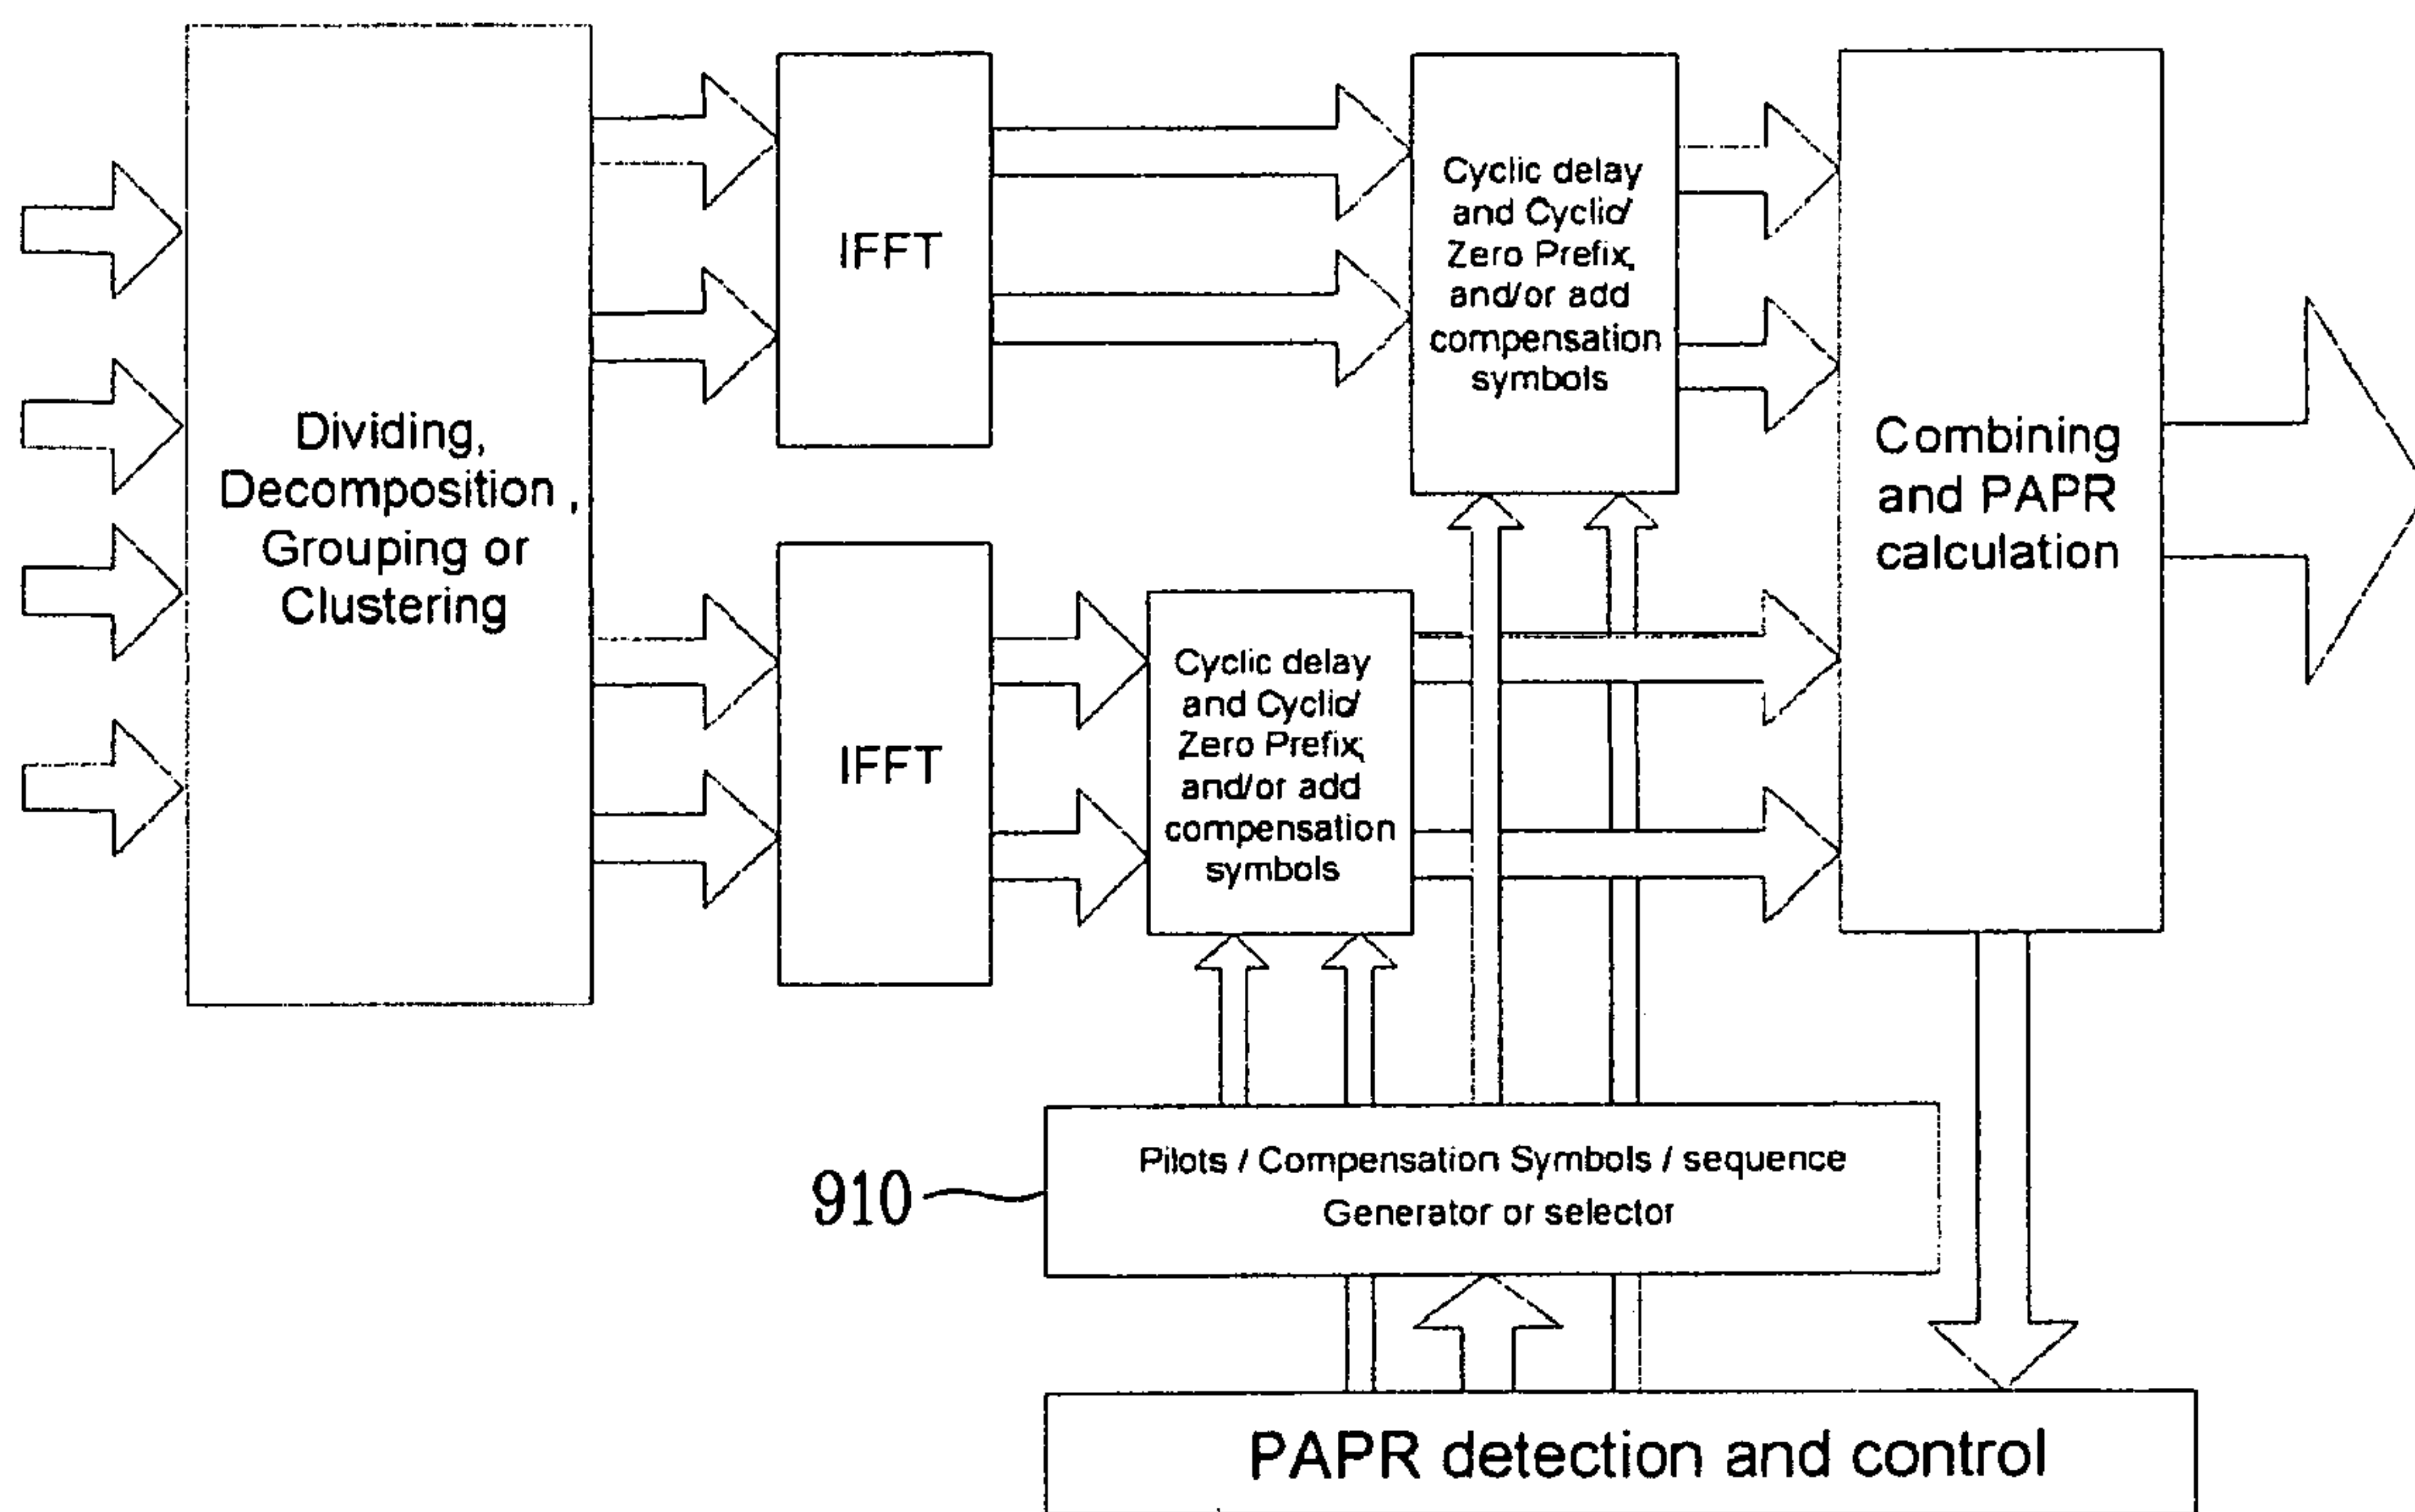 Dividing,
Decomposition ,
Grouping or
Clustering
IFFT
IFFT
Cyclic delay
and Cyclic/
Zero Prefix,
and/or add
compensation
symbols
Cyclic delay
and Cyclic/
Zero Prefix,
and/or add
compensation
symbols
Combining
and PAPR
calculation
910
Pilots / Compensation Symbols / sequence
Generator or selector
PAPR detection and control